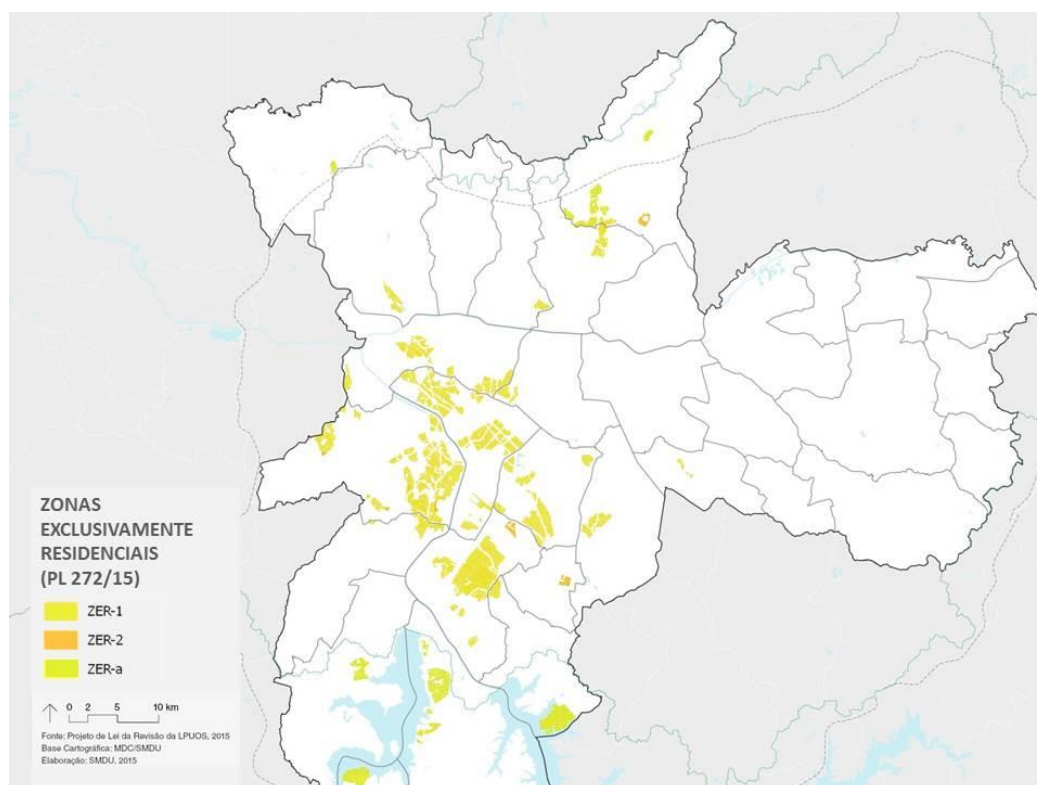 ZONAS
EXCLUSIVAMENTE
RESIDENCIAIS
(PL 272/15)
ZER-1
ZER-2
ZER-a
0 2 5 10 km
Fonte: Projeto de Lei da Revisão da LPUOS, 2015
Base Cartográfica: MDC/SMDU
Elaboração: SMDU, 2015